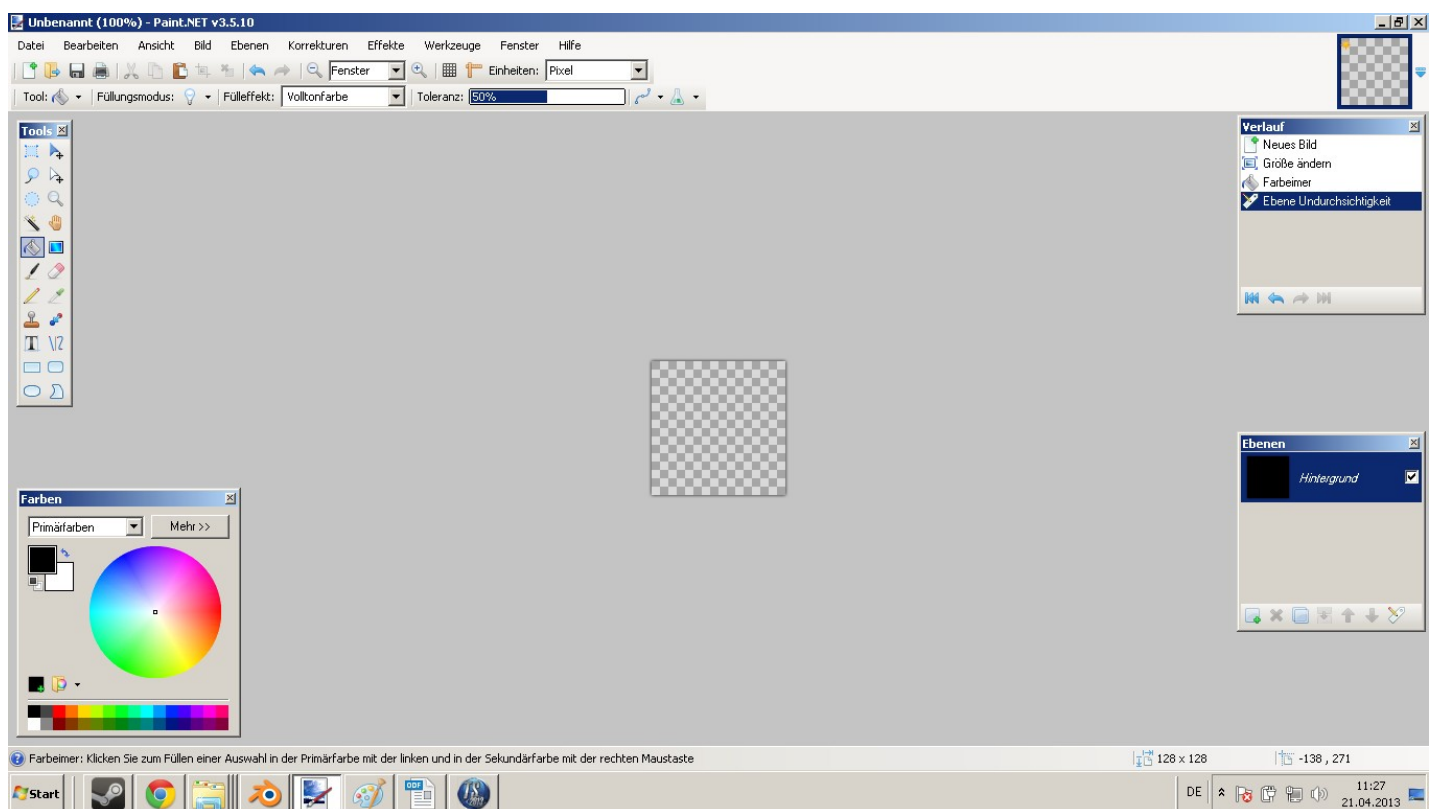 Unbenannt (100%) - Paint.NET v3.5.10
Datei Bearbeiten Ansicht Bild Ebenen Korrekturen Effekte Werkzeuge Fenster Hilfe
Fenster Einheiten: Pixel
Tool: Füllungsmodus: Fülleffekt: Volltonfarbe Toleranz: 50%
Tools
Verlauf
Neues Bild
Größe ändern
Farbeimer
Ebene Undurchsichtigkeit
Ebenen
Hintergrund
Farben
Primärfarben Mehr >>
Farbeimer: Klicken Sie zum Füllen einer Auswahl in der Primärfarbe mit der linken und in der Sekundärfarbe mit der rechten Maustaste 128 x 128 -138 , 271
Start ODF DE 11:27
21.04.2013